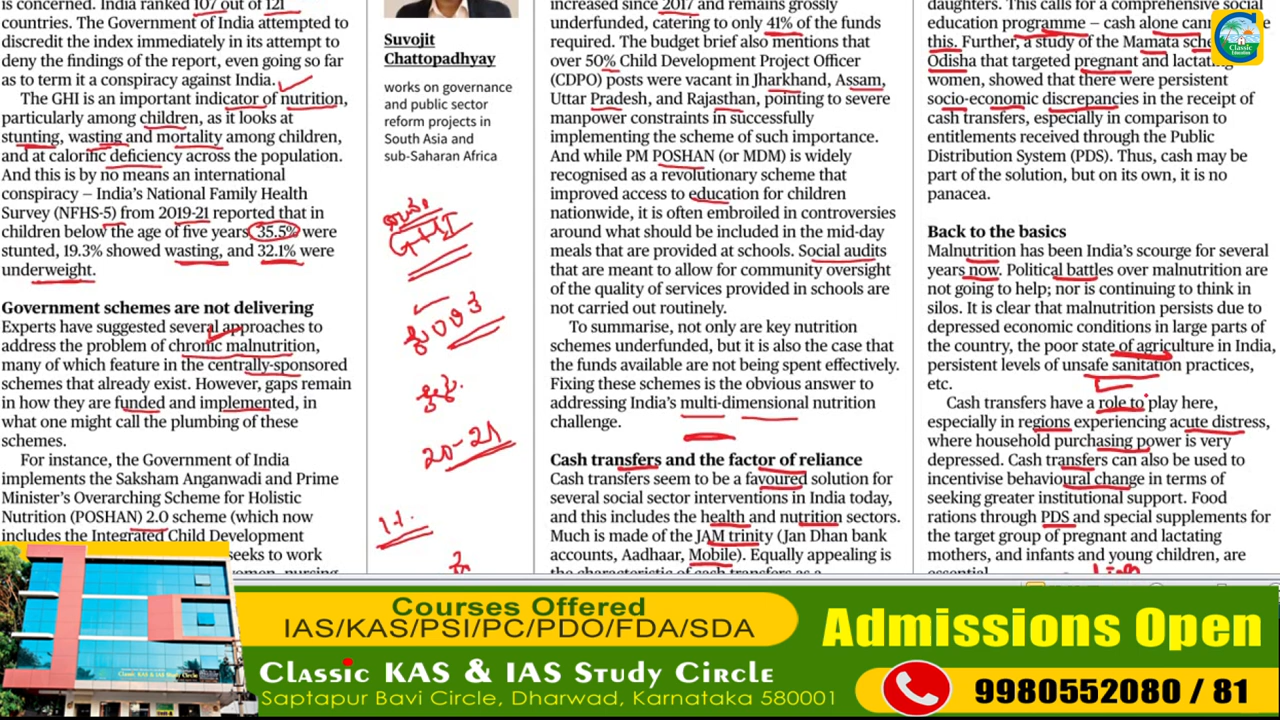 is concerned. India ranked 107 out of 121
countries. The Government of India attempted to
discredit the index immediately in its attempt to
deny the findings of the report, even going so far
as to term it a conspiracy against India.
The GHI is an important indicator of nutrition,
particularly among children, as it looks at
stunting, wasting and mortality among children,
and at calorific deficiency across the population.
And this is by no means an international
conspiracy – India's National Family Health
Survey (NFHS-5) from 2019-21 reported that in
children below the age of five years, 35.5% were
stunted, 19.3% showed wasting, and 32.1% were
underweight.
Government schemes are not delivering
Experts have suggested several approaches to
address the problem of chronic malnutrition,
many of which feature in the centrally-sponsored
schemes that already exist. However, gaps remain
in how they are funded and implemented, in
what one might call the plumbing of these
schemes.
For instance, the Government of India
implements the Saksham Anganwadi and Prime
Minister's Overarching Scheme for Holistic
Nutrition (POSHAN) 2.0 scheme (which now
includes the Integrated Child Development
seeks to work
Suvojit
Chattopadhyay
works on governance
and public sector
reform projects in
South Asia and
sub-Saharan Africa
GHI
20-21
increased since 2017 and remains grossly
underfunded, catering to only 41% of the funds
required. The budget brief also mentions that
over 50% Child Development Project Officer
(CDPO) posts were vacant in Jharkhand, Assam,
Uttar Pradesh, and Rajasthan, pointing to severe
manpower constraints in successfully
implementing the scheme of such importance.
And while PM POSHAN (or MDM) is widely
recognised as a revolutionary scheme that
improved access to education for children
nationwide, it is often embroiled in controversies
around what should be included in the mid-day
meals that are provided at schools. Social audits
that are meant to allow for community oversight
of the quality of services provided in schools are
not carried out routinely.
To summarise, not only are key nutrition
schemes underfunded, but it is also the case that
the funds available are not being spent effectively.
Fixing these schemes is the obvious answer to
addressing India's multi-dimensional nutrition
challenge.
Cash transfers and the factor of reliance
Cash transfers seem to be a favoured solution for
several social sector interventions in India today,
and this includes the health and nutrition sectors.
Much is made of the JAM trinity (Jan Dhan bank
accounts, Aadhaar, Mobile). Equally appealing is
the characteristic of cash transfers as a
daughters. This calls for a comprehensive social
education programme – cash alone
this. Further, a study of the Mamata
Odisha that targeted pregnant and lactating
women, showed that there were persistent
socio-economic discrepancies in the receipt of
cash transfers, especially in comparison to
entitlements received through the Public
Distribution System (PDS). Thus, cash may be
part of the solution, but on its own, it is no
panacea.
Back to the basics
Malnutrition has been India's scourge for several
years now. Political battles over malnutrition are
not going to help; nor is continuing to think in
silos. It is clear that malnutrition persists due to
depressed economic conditions in large parts of
the country, the poor state of agriculture in India,
persistent levels of unsafe sanitation practices,
etc.
Cash transfers have a role to play here,
especially in regions experiencing acute distress,
where household purchasing power is very
depressed. Cash transfers can also be used to
incentivise behavioural change in terms of
seeking greater institutional support. Food
rations through PDS and special supplements for
the target group of pregnant and lactating
mothers, and infants and young children, are
essential.
Classic
Education
Courses Offered
IAS/KAS/PSI/PC/PDO/FDA/SDA
Classic KAS & IAS Study Circle
Saptapur Bavi Circle, Dharwad, Karnataka 580001
Admissions Open
9980552080 / 81